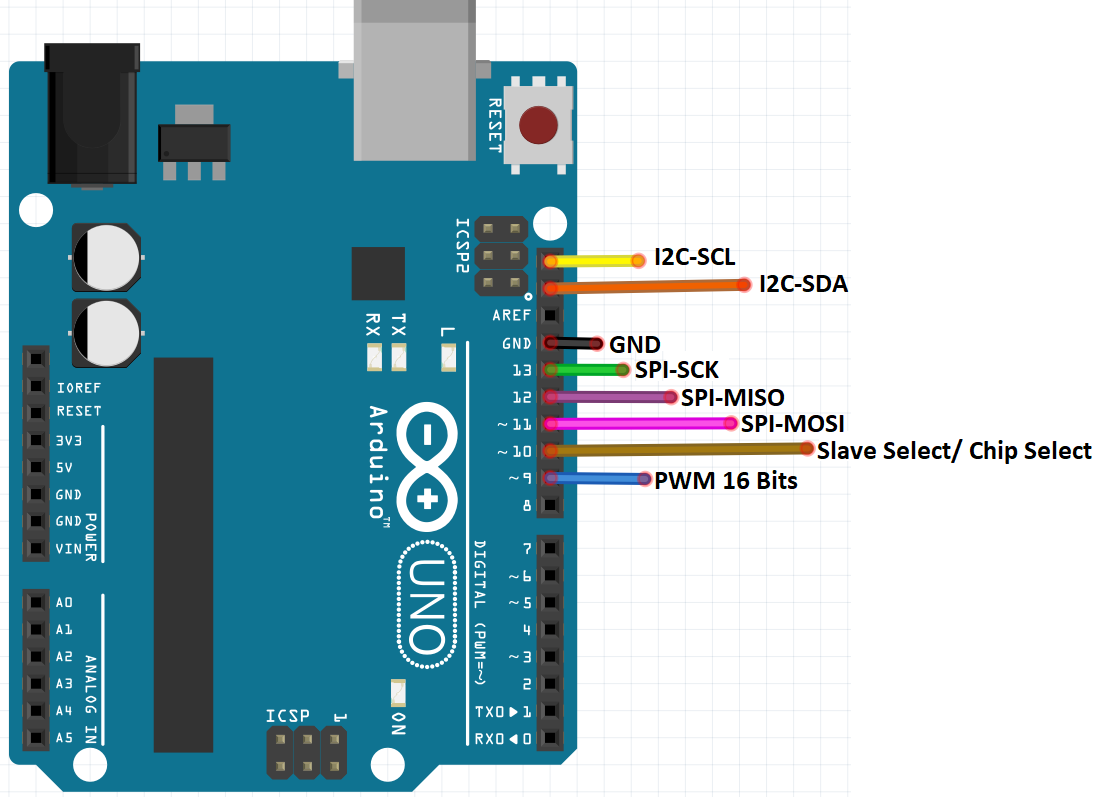 RESET
ICSP2
I2C-SCL
I2C-SDA
AREF
GND
GND
13
SPI-SCK
12
SPI-MISO
~11
SPI-MOSI
~10
Slave Select/ Chip Select
~9
PWM 16 Bits
8
RX
TX
L
Arduino™
UNO
IOREF
RESET
3V3
5V
GND
GND
VIN
POWER
DIGITAL (PWM=~)
7
~6
~5
4
~3
2
TX0▶1
RX0◀0
A0
A1
A2
A3
A4
A5
ANALOG IN
ICSP
1
ON